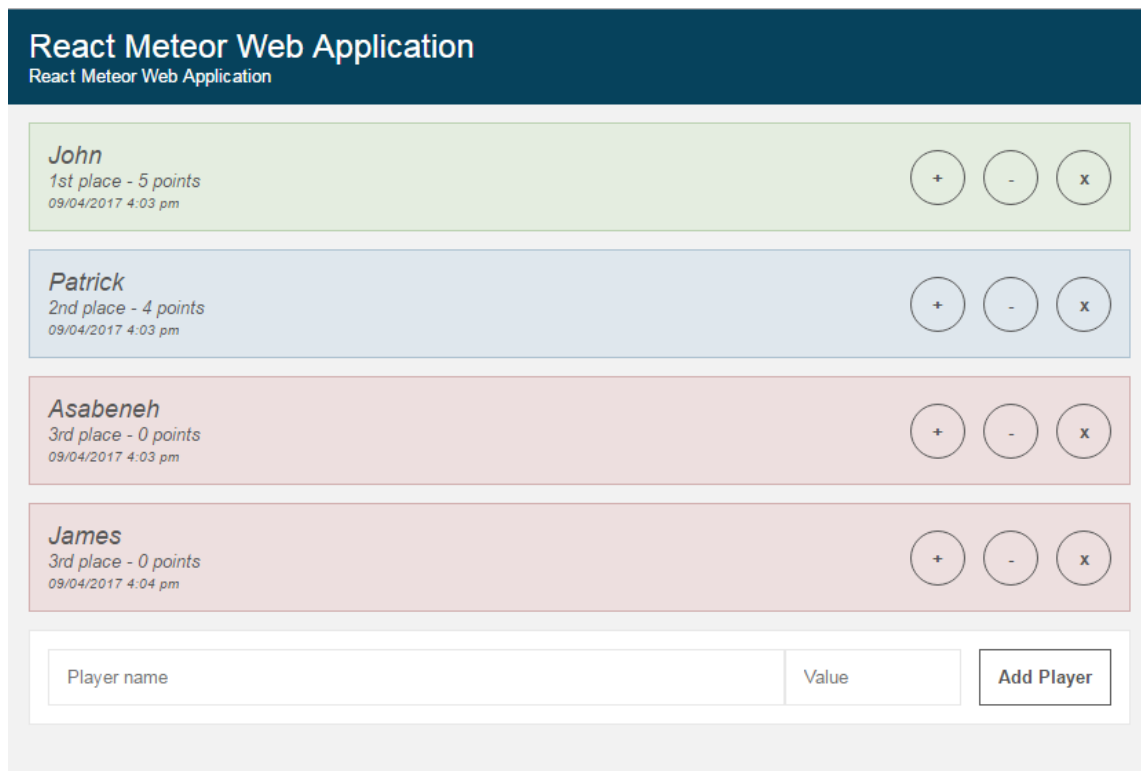 React Meteor Web Application
React Meteor Web Application
John
1st place - 5 points
09/04/2017 4:03 pm
+ - x
Patrick
2nd place - 4 points
09/04/2017 4:03 pm
+ - x
Asabeneh
3rd place - 0 points
09/04/2017 4:03 pm
+ - x
James
3rd place - 0 points
09/04/2017 4:04 pm
+ - x
Player name Value Add Player